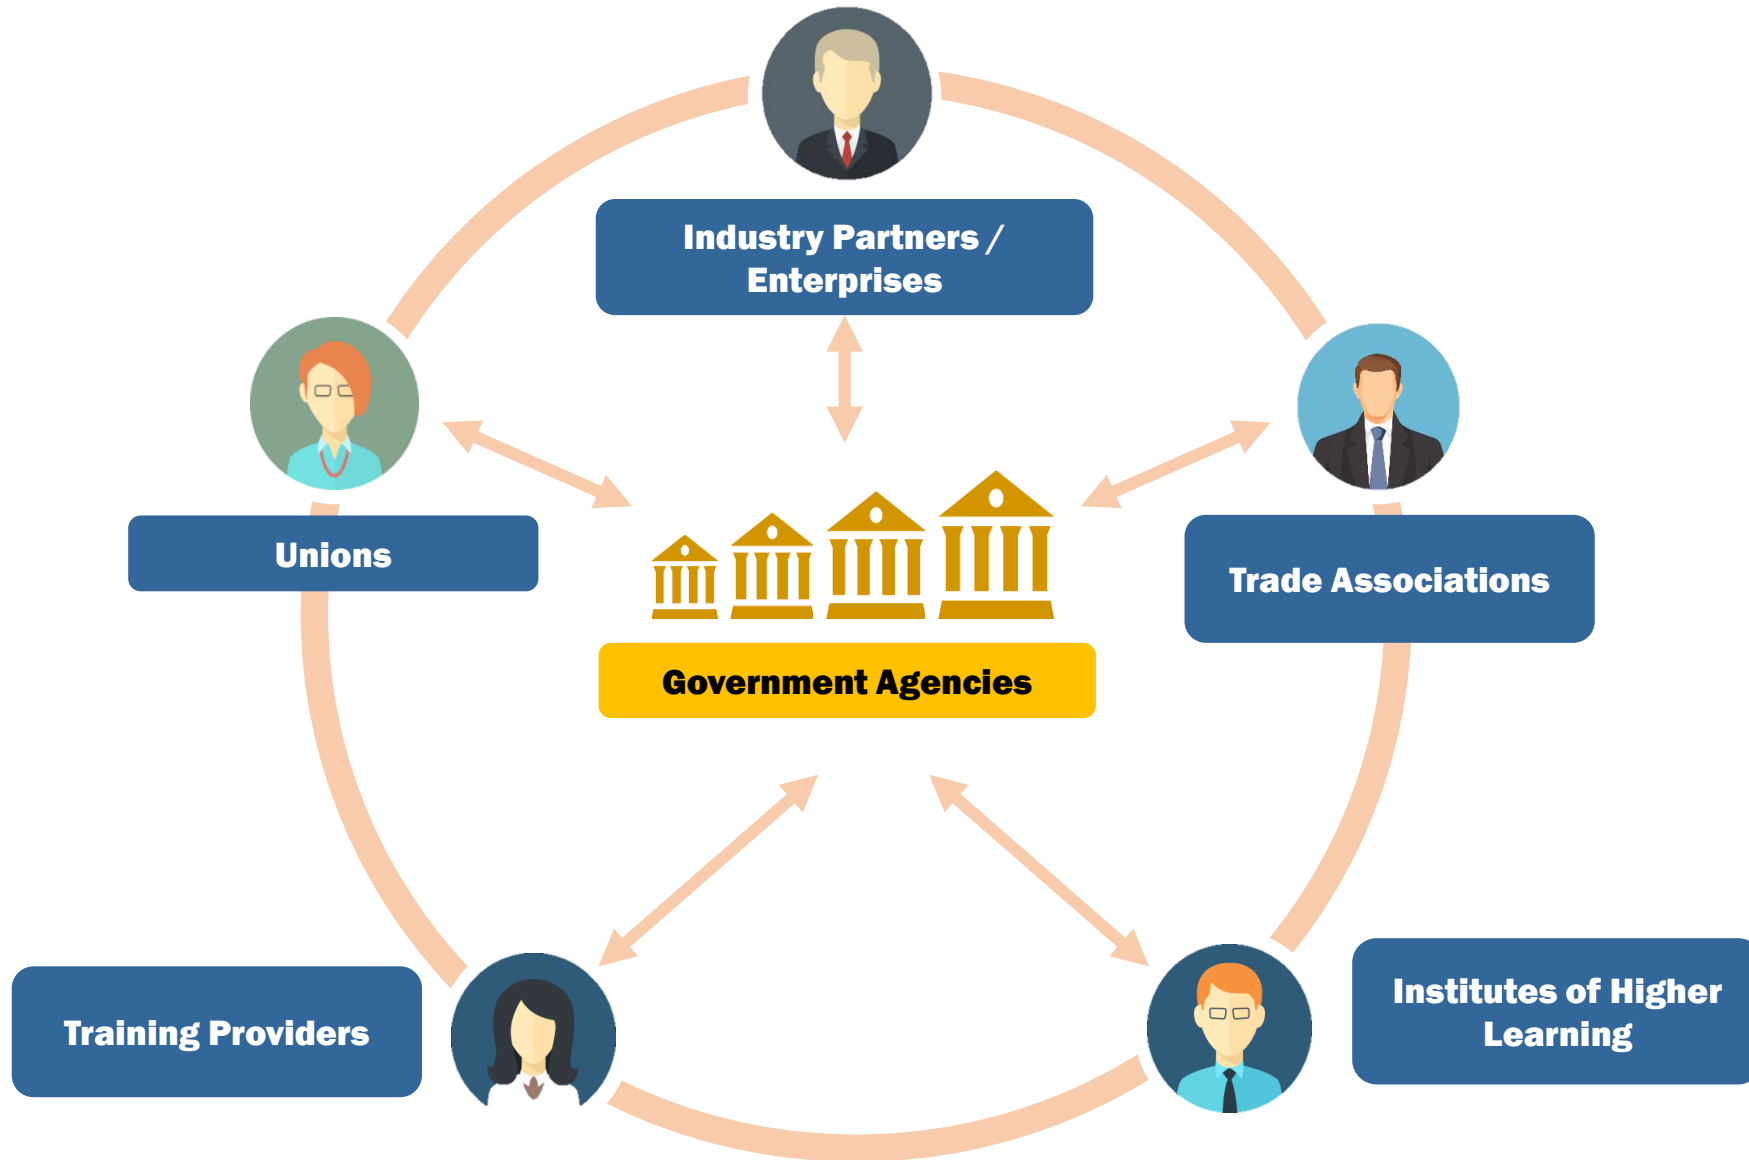 Industry Partners /
Enterprises
Unions
Trade Associations
Government Agencies
Training Providers
Institutes of Higher
Learning